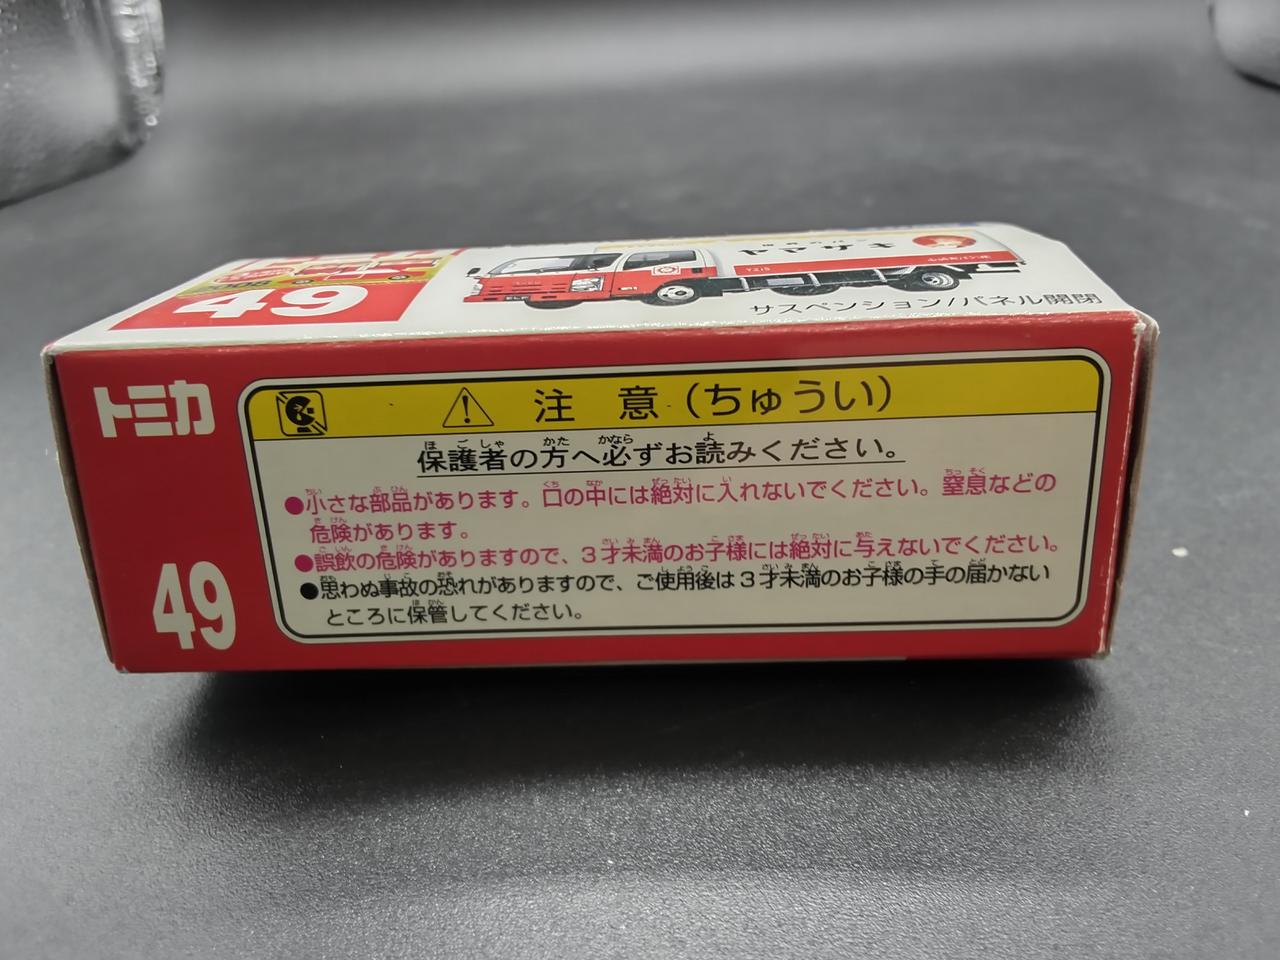 49
ヤマザキ
YZ15
ELF
サスペンション/パネル開閉
トミカ
49
注 意(ちゅうい)
保護者の方へ必ずお読みください。
●小さな部品があります。口の中には絶対に入れないでください。窒息などの
危険があります。
●誤飲の危険がありますので、3才未満のお子様には絶対に与えないでください。
●思わぬ事故の恐れがありますので、ご使用後は3才未満のお子様の手の届かない
ところに保管してください。